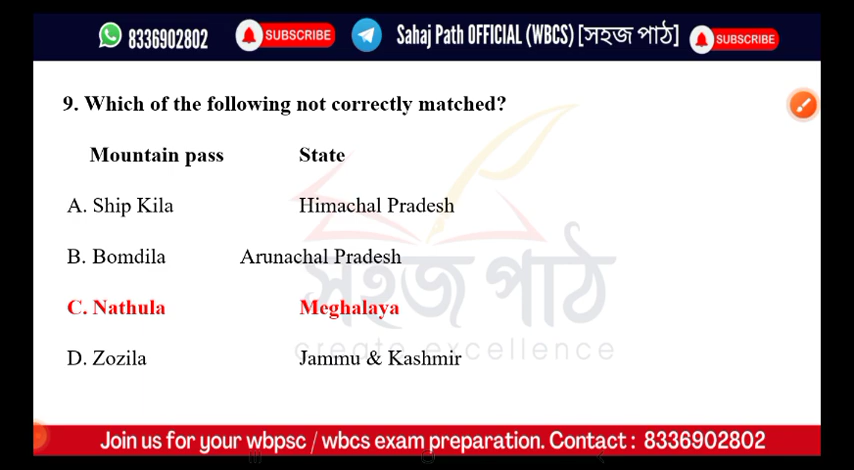 8336902802 SUBSCRIBE Sahaj Path OFFICIAL (WBCS) [সহজ পাঠ] SUBSCRIBE
9. Which of the following not correctly matched?
Mountain pass State
A. Ship Kila Himachal Pradesh
B. Bomdila Arunachal Pradesh
সহজ পাঠ
C. Nathula Meghalaya
create excellence
D. Zozila Jammu & Kashmir
Join us for your wbpsc / wbcs exam preparation. Contact : 8336902802